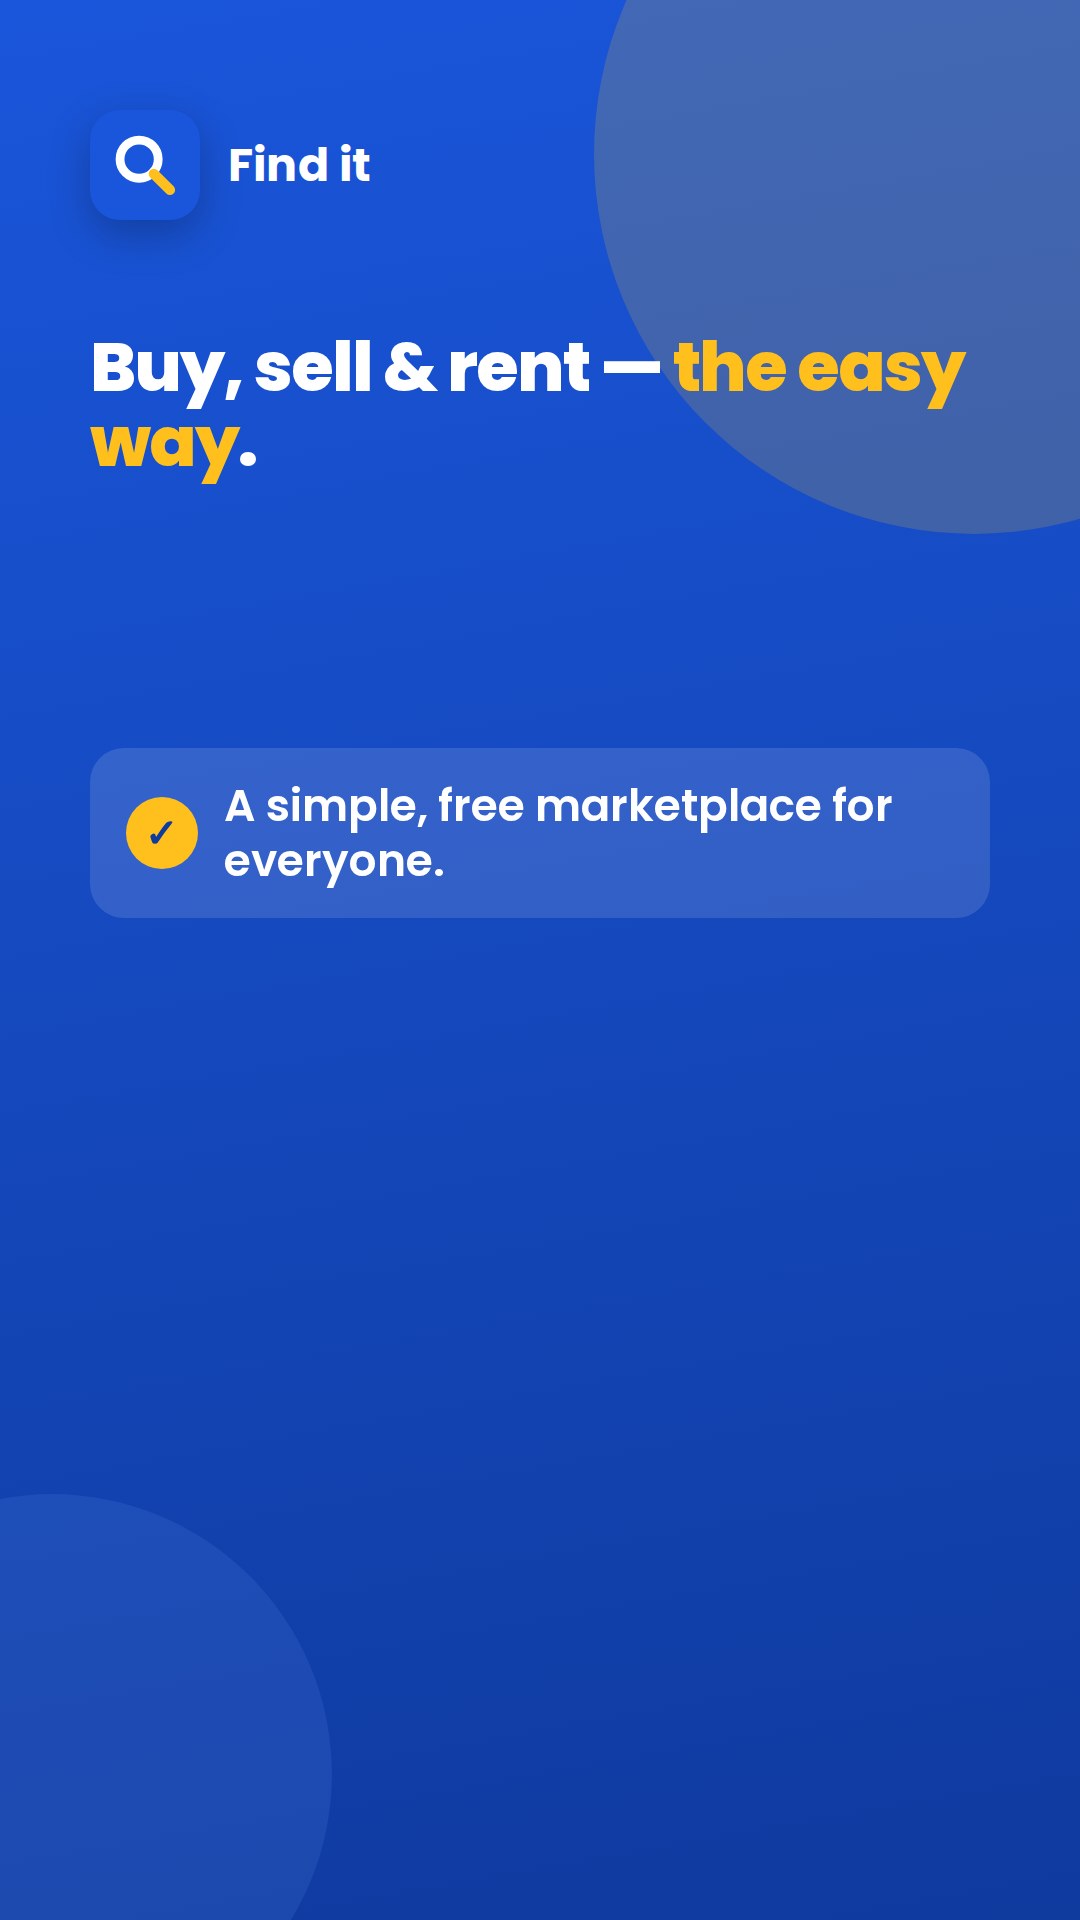 Find it
Buy, sell & rent — the easy
way.
✓ A simple, free marketplace for
everyone.